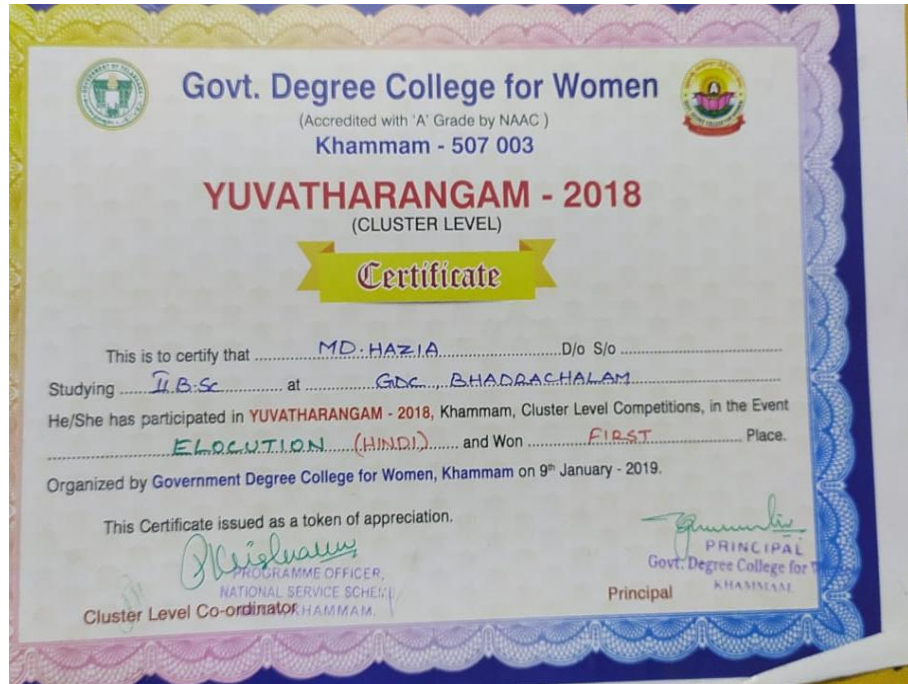 Govt. Degree College for Women
(Accredited with 'A' Grade by NAAC )
Khammam - 507 003
YUVATHARANGAM - 2018
(CLUSTER LEVEL)
Certificate
This is to certify that MD. HAZIA D/o S/o
Studying II B.Sc at GDC, BHADRACHALAM
He/She has participated in YUVATHARANGAM - 2018, Khammam, Cluster Level Competitions, in the Event
ELOCUTION (HINDI) and Won FIRST Place.
Organized by Government Degree College for Women, Khammam on 9th January - 2019.
This Certificate issued as a token of appreciation.
PROGRAMME OFFICER,
NATIONAL SERVICE SCHEME
Cluster Level Co-ordinator KHAMMAM.
PRINCIPAL
Govt. Degree College for
KHAMMAM
Principal